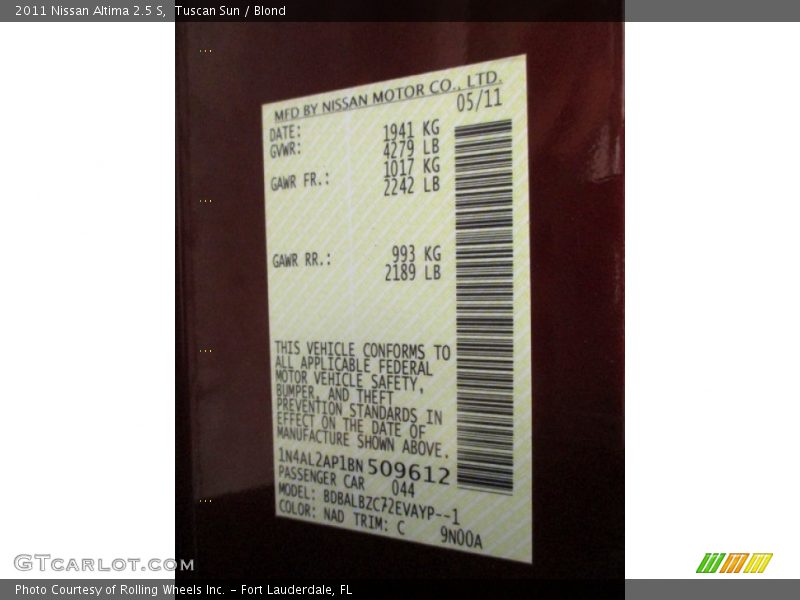 2011 Nissan Altima 2.5 S, Tuscan Sun / Blond
MFD BY NISSAN MOTOR CO., LTD.
DATE: 05/11
GVWR: 1941 KG
4279 LB
GAWR FR.: 1017 KG
2242 LB
GAWR RR.: 993 KG
2189 LB
THIS VEHICLE CONFORMS TO
ALL APPLICABLE FEDERAL
MOTOR VEHICLE SAFETY,
BUMPER, AND THEFT
PREVENTION STANDARDS IN
EFFECT ON THE DATE OF
MANUFACTURE SHOWN ABOVE.
1N4AL2AP1BN509612
PASSENGER CAR 044
MODEL: BDBALBZC72EVAYP--1
COLOR: NAD TRIM: C 9N00A
GTCARLOT.COM
Photo Courtesy of Rolling Wheels Inc. - Fort Lauderdale, FL